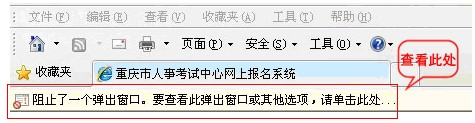 文件(F) 编辑(E) 查看(V) 收藏夹(A) 工具(T) 帮助(H)
页面(P) 安全(S) 工具(O)
查看此处
收藏夹 重庆市人事考试中心网上报名系统
阻止了一个弹出窗口。要查看此弹出窗口或其他选项，请单击此处...